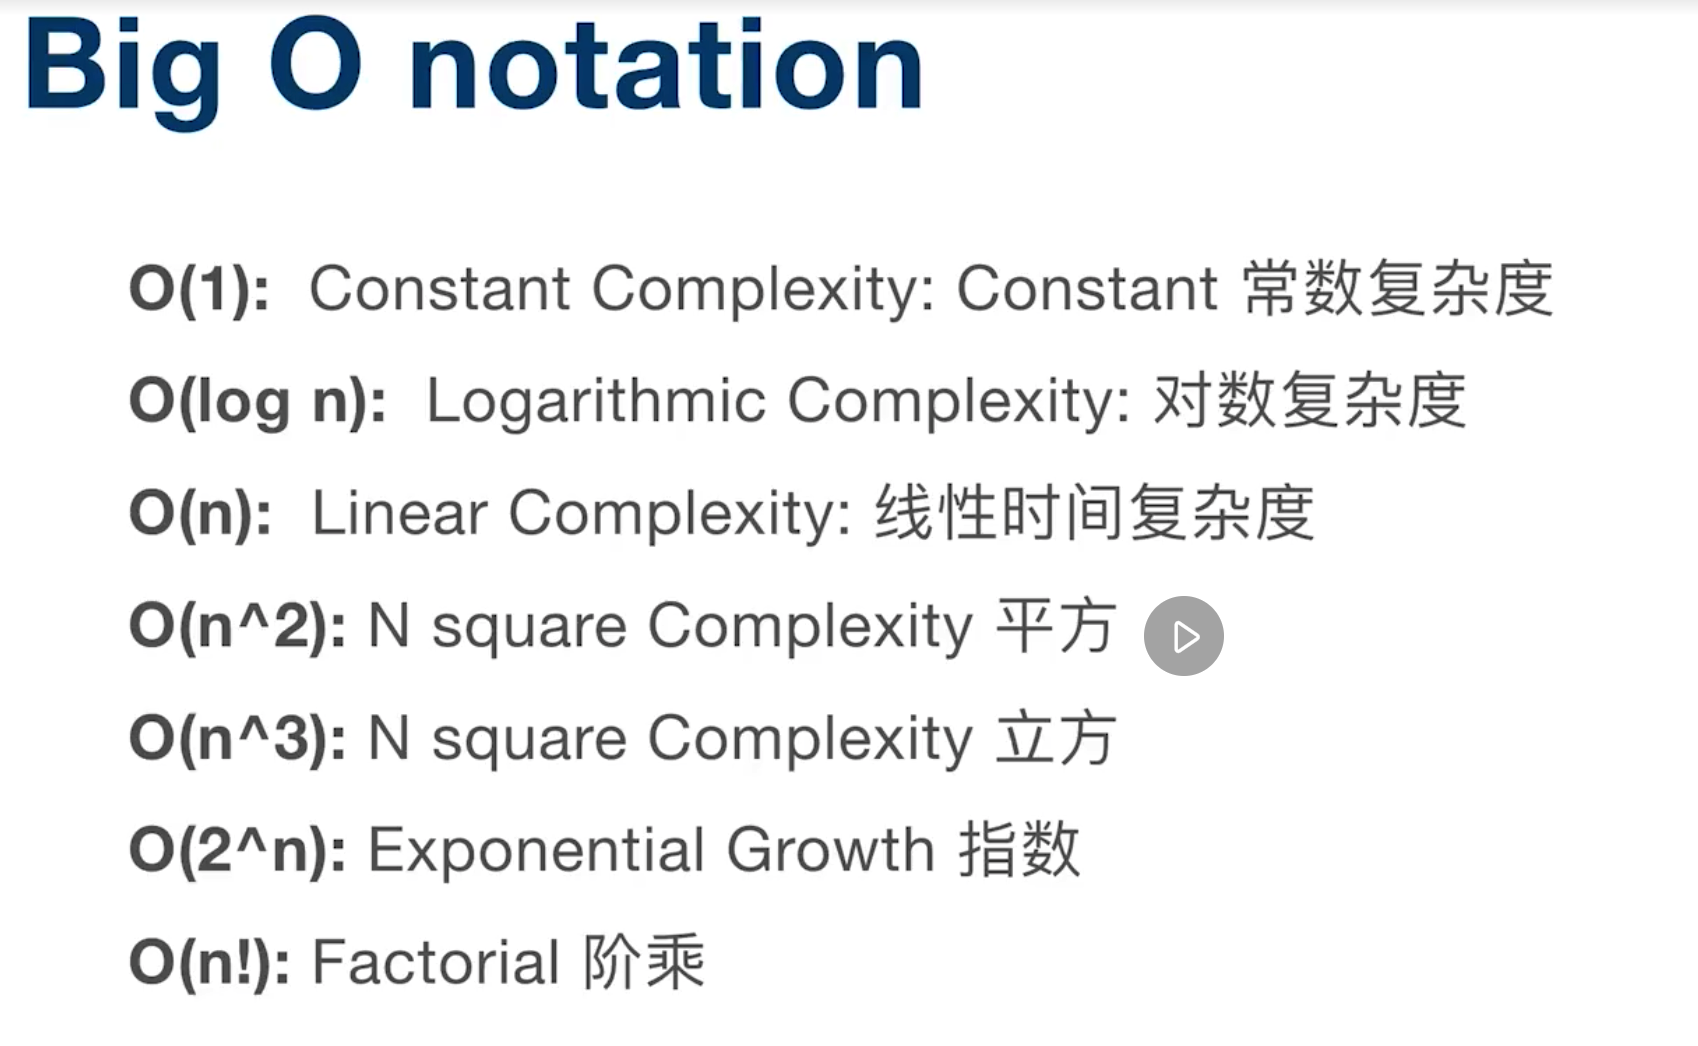 Big O notation
O(1): Constant Complexity: Constant 常数复杂度
O(log n): Logarithmic Complexity: 对数复杂度
O(n): Linear Complexity: 线性时间复杂度
O(n^2): N square Complexity 平方
O(n^3): N square Complexity 立方
O(2^n): Exponential Growth 指数
O(n!): Factorial 阶乘